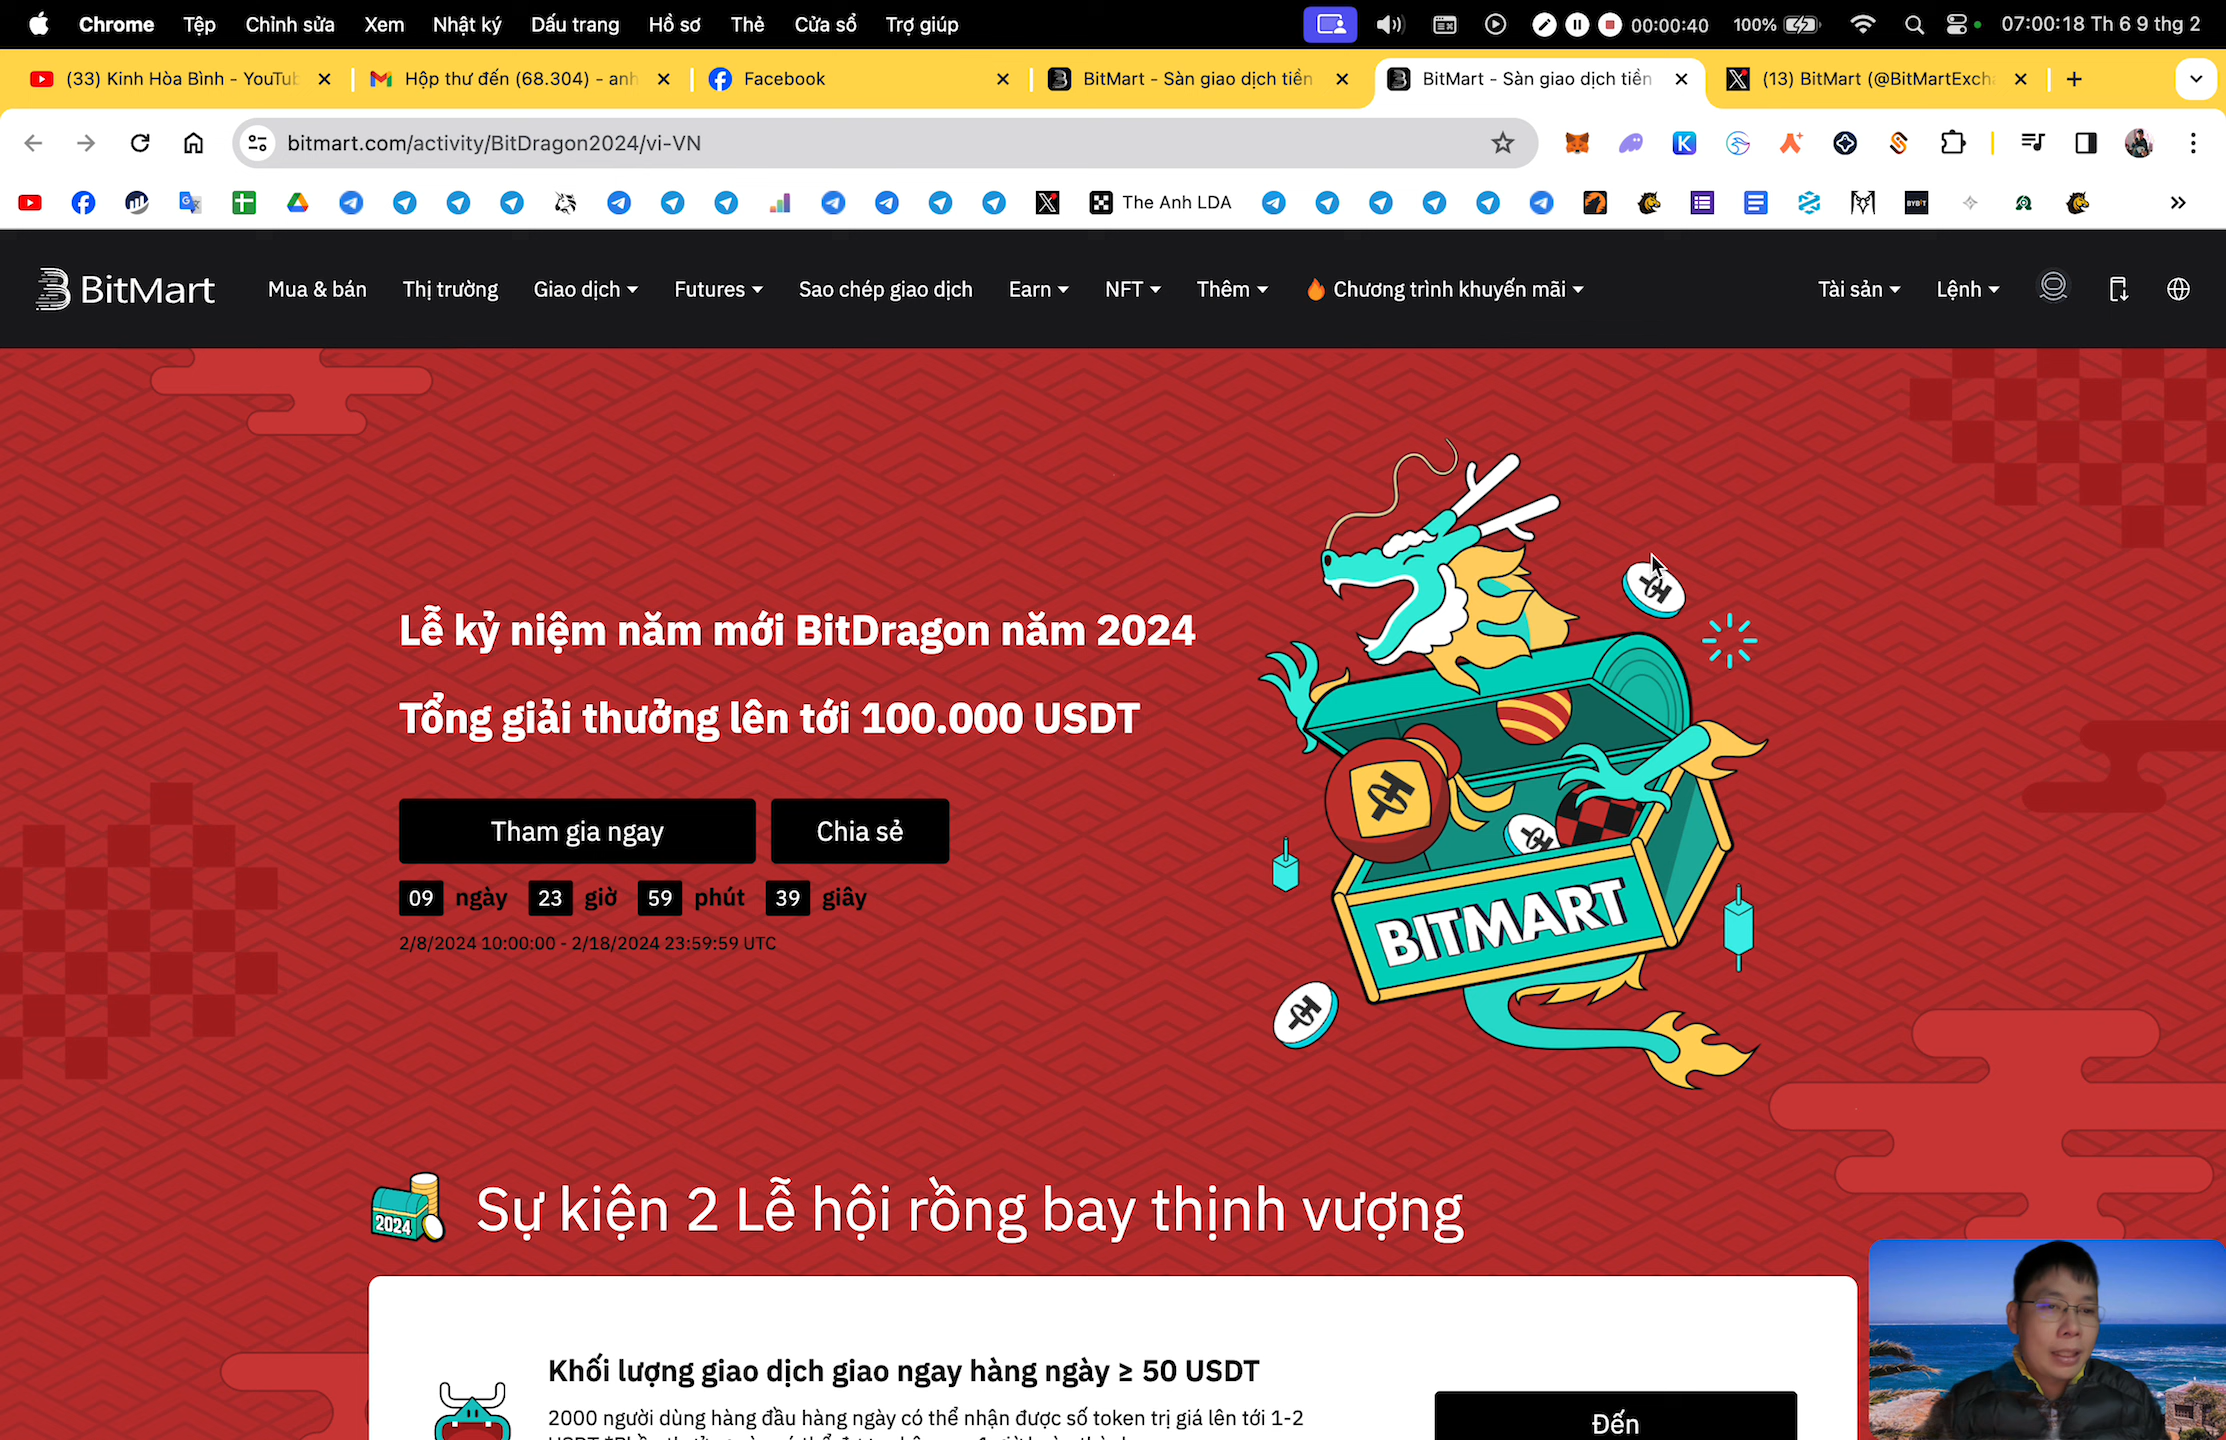 Chrome Tệp Chỉnh sửa Xem Nhật ký Dấu trang Hồ sơ Thẻ Cửa sổ Trợ giúp 00:00:40 100% 07:00:18 Th 6 9 thg 2
(33) Kinh Hòa Bình - YouTub Hộp thư đến (68.304) - anh Facebook BitMart - Sàn giao dịch tiền BitMart - Sàn giao dịch tiền (13) BitMart (@BitMartExcha
bitmart.com/activity/BitDragon2024/vi-VN
The Anh LDA
BitMart Mua & bán Thị trường Giao dịch Futures Sao chép giao dịch Earn NFT Thêm Chương trình khuyến mãi Tài sản Lệnh
Lễ kỷ niệm năm mới BitDragon năm 2024
Tổng giải thưởng lên tới 100.000 USDT
Tham gia ngay Chia sẻ
09 ngày 23 giờ 59 phút 39 giây
2/8/2024 10:00:00 - 2/18/2024 23:59:59 UTC
BITMART
2024
Sự kiện 2 Lễ hội rồng bay thịnh vượng
Khối lượng giao dịch giao ngay hàng ngày ≥ 50 USDT
2000 người dùng hàng đầu hàng ngày có thể nhận được số token trị giá lên tới 1-2
Đến